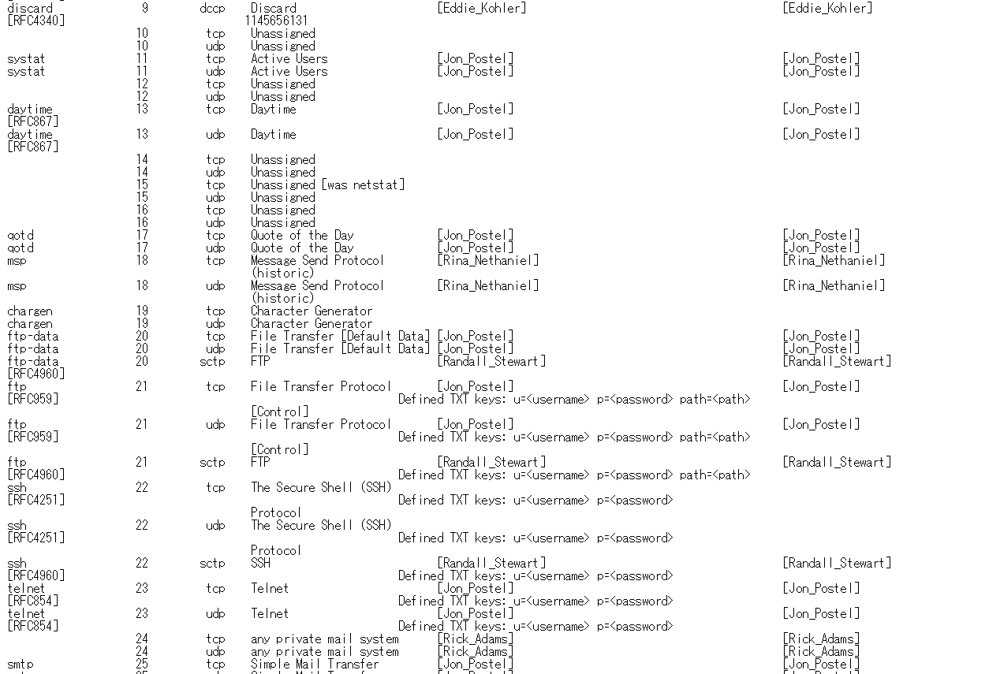 discard 9 dccp Discard [Eddie_Kohler] [Eddie_Kohler]
[RFC4340] 1145656131
10 tcp Unassigned
10 udp Unassigned
systat 11 tcp Active Users [Jon_Postel] [Jon_Postel]
systat 11 udp Active Users [Jon_Postel] [Jon_Postel]
12 tcp Unassigned
12 udp Unassigned
daytime 13 tcp Daytime [Jon_Postel] [Jon_Postel]
[RFC867]
daytime 13 udp Daytime [Jon_Postel] [Jon_Postel]
[RFC867]
14 tcp Unassigned
14 udp Unassigned
15 tcp Unassigned [was netstat]
15 udp Unassigned
16 tcp Unassigned
16 udp Unassigned
qotd 17 tcp Quote of the Day [Jon_Postel] [Jon_Postel]
qotd 17 udp Quote of the Day [Jon_Postel] [Jon_Postel]
msp 18 tcp Message Send Protocol [Rina_Nethaniel] [Rina_Nethaniel]
(historic)
msp 18 udp Message Send Protocol [Rina_Nethaniel] [Rina_Nethaniel]
(historic)
chargen 19 tcp Character Generator
chargen 19 udp Character Generator
ftp-data 20 tcp File Transfer [Default Data] [Jon_Postel] [Jon_Postel]
ftp-data 20 udp File Transfer [Default Data] [Jon_Postel] [Jon_Postel]
ftp-data 20 sctp FTP [Randall_Stewart] [Randall_Stewart]
[RFC4960]
ftp 21 tcp File Transfer Protocol [Jon_Postel] [Jon_Postel]
[RFC959] Defined TXT keys: u=<username> p=<password> path=<path>
[Control]
ftp 21 udp File Transfer Protocol [Jon_Postel] [Jon_Postel]
[RFC959] Defined TXT keys: u=<username> p=<password> path=<path>
[Control]
ftp 21 sctp FTP [Randall_Stewart] [Randall_Stewart]
[RFC4960] Defined TXT keys: u=<username> p=<password> path=<path>
ssh 22 tcp The Secure Shell (SSH)
[RFC4251] Defined TXT keys: u=<username> p=<password>
Protocol
ssh 22 udp The Secure Shell (SSH)
[RFC4251] Defined TXT keys: u=<username> p=<password>
Protocol
ssh 22 sctp SSH [Randall_Stewart] [Randall_Stewart]
[RFC4960] Defined TXT keys: u=<username> p=<password>
telnet 23 tcp Telnet [Jon_Postel] [Jon_Postel]
[RFC854] Defined TXT keys: u=<username> p=<password>
telnet 23 udp Telnet [Jon_Postel] [Jon_Postel]
[RFC854] Defined TXT keys: u=<username> p=<password>
24 tcp any private mail system [Rick_Adams] [Rick_Adams]
24 udp any private mail system [Rick_Adams] [Rick_Adams]
smtp 25 tcp Simple Mail Transfer [Jon_Postel] [Jon_Postel]